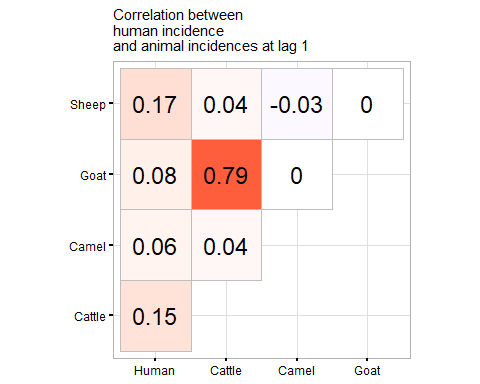 Correlation between
human incidence
and animal incidences at lag 1
Sheep 0.17 0.04 -0.03 0
Goat 0.08 0.79 0
Camel 0.06 0.04
Cattle 0.15
Human Cattle Camel Goat